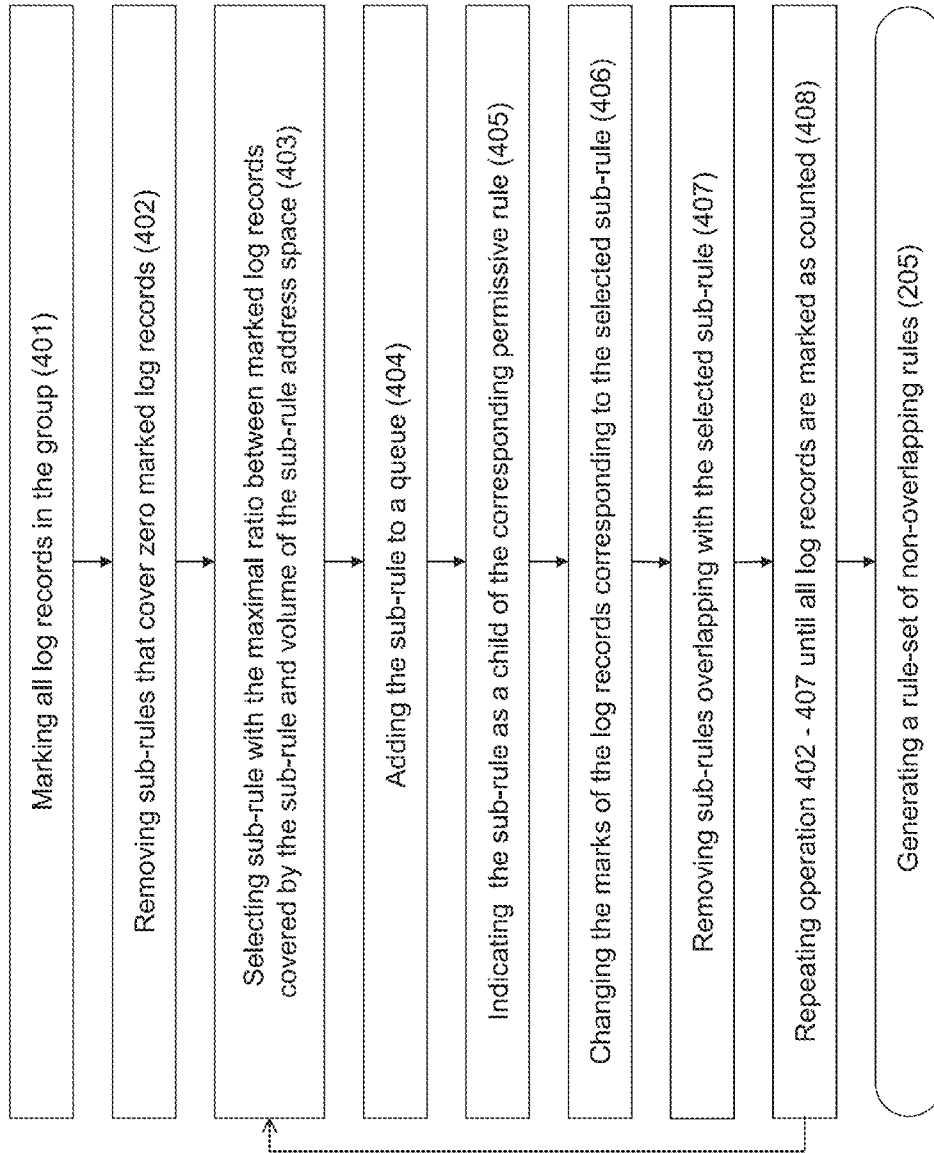 Marking all log records in the group (401)
Removing sub-rules that cover zero marked log records (402)
Selecting sub-rule with the maximal ratio between marked log records
covered by the sub-rule and volume of the sub-rule address space (403)
Adding the sub-rule to a queue (404)
Indicating the sub-rule as a child of the corresponding permissive rule (405)
Changing the marks of the log records corresponding to the selected sub-rule (406)
Removing sub-rules overlapping with the selected sub-rule (407)
Repeating operation 402 - 407 until all log records are marked as counted (408)
Generating a rule-set of non-overlapping rules (205)